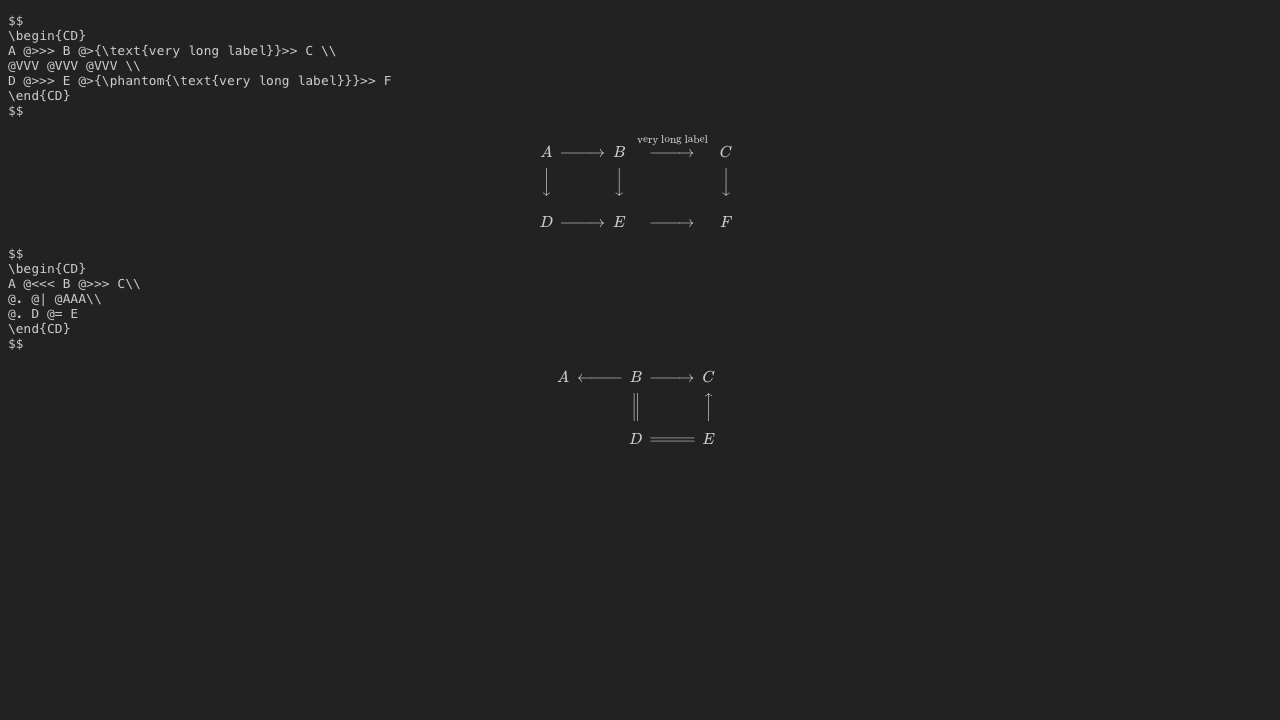 $$
\begin{CD}
A @>>> B @>{\text{very long label}}>> C \\
@VVV @VVV @VVV \\
D @>>> E @>{\phantom{\text{very long label}}}>> F
\end{CD}
$$
very long label
A ⟶ B ⟶ C
D ⟶ E ⟶ F
$$
\begin{CD}
A @<<< B @>>> C\\
@. @| @AAA\\
@. D @= E
\end{CD}
$$
A ⟵ B ⟶ C
D = E